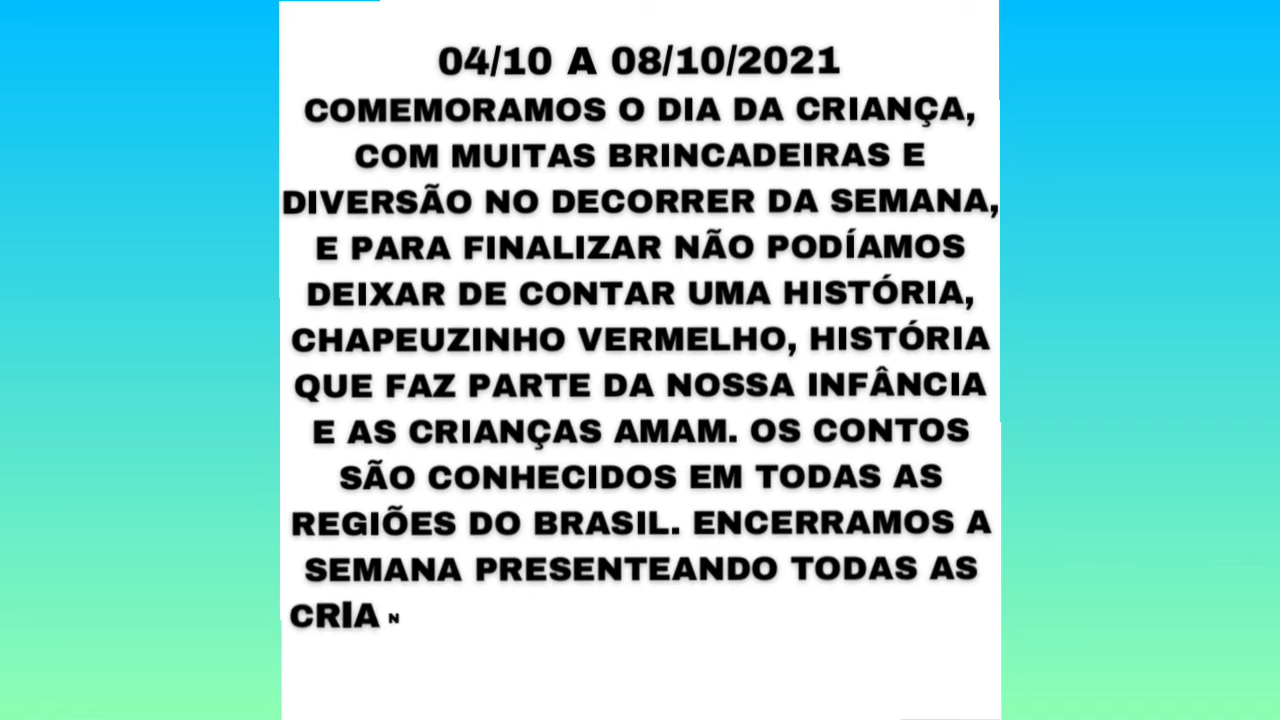 04/10 A 08/10/2021
COMEMORAMOS O DIA DA CRIANÇA,
COM MUITAS BRINCADEIRAS E
DIVERSÃO NO DECORRER DA SEMANA,
E PARA FINALIZAR NÃO PODÍAMOS
DEIXAR DE CONTAR UMA HISTÓRIA,
CHAPEUZINHO VERMELHO, HISTÓRIA
QUE FAZ PARTE DA NOSSA INFÂNCIA
E AS CRIANÇAS AMAM. OS CONTOS
SÃO CONHECIDOS EM TODAS AS
REGIÕES DO BRASIL. ENCERRAMOS A
SEMANA PRESENTEANDO TODAS AS
CRIAN